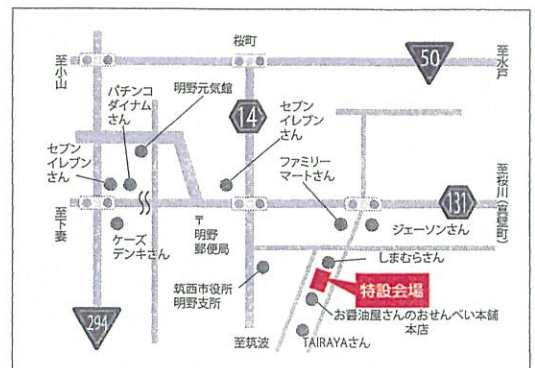 桜町
50
至小山
至水戸
パチンコ
ダイナム
さん
明野元気館
14
セブン
イレブン
さん
セブン
イレブン
さん
ファミリー
マートさん
至桜川(真壁町)
131
至下妻
ケーズ
デンキさん
〒
明野
郵便局
ジェーソンさん
しまむらさん
筑西市役所
明野支所
特設会場
294
お醤油屋さんのおせんべい本舗
本店
至筑波
TAIRAYAさん